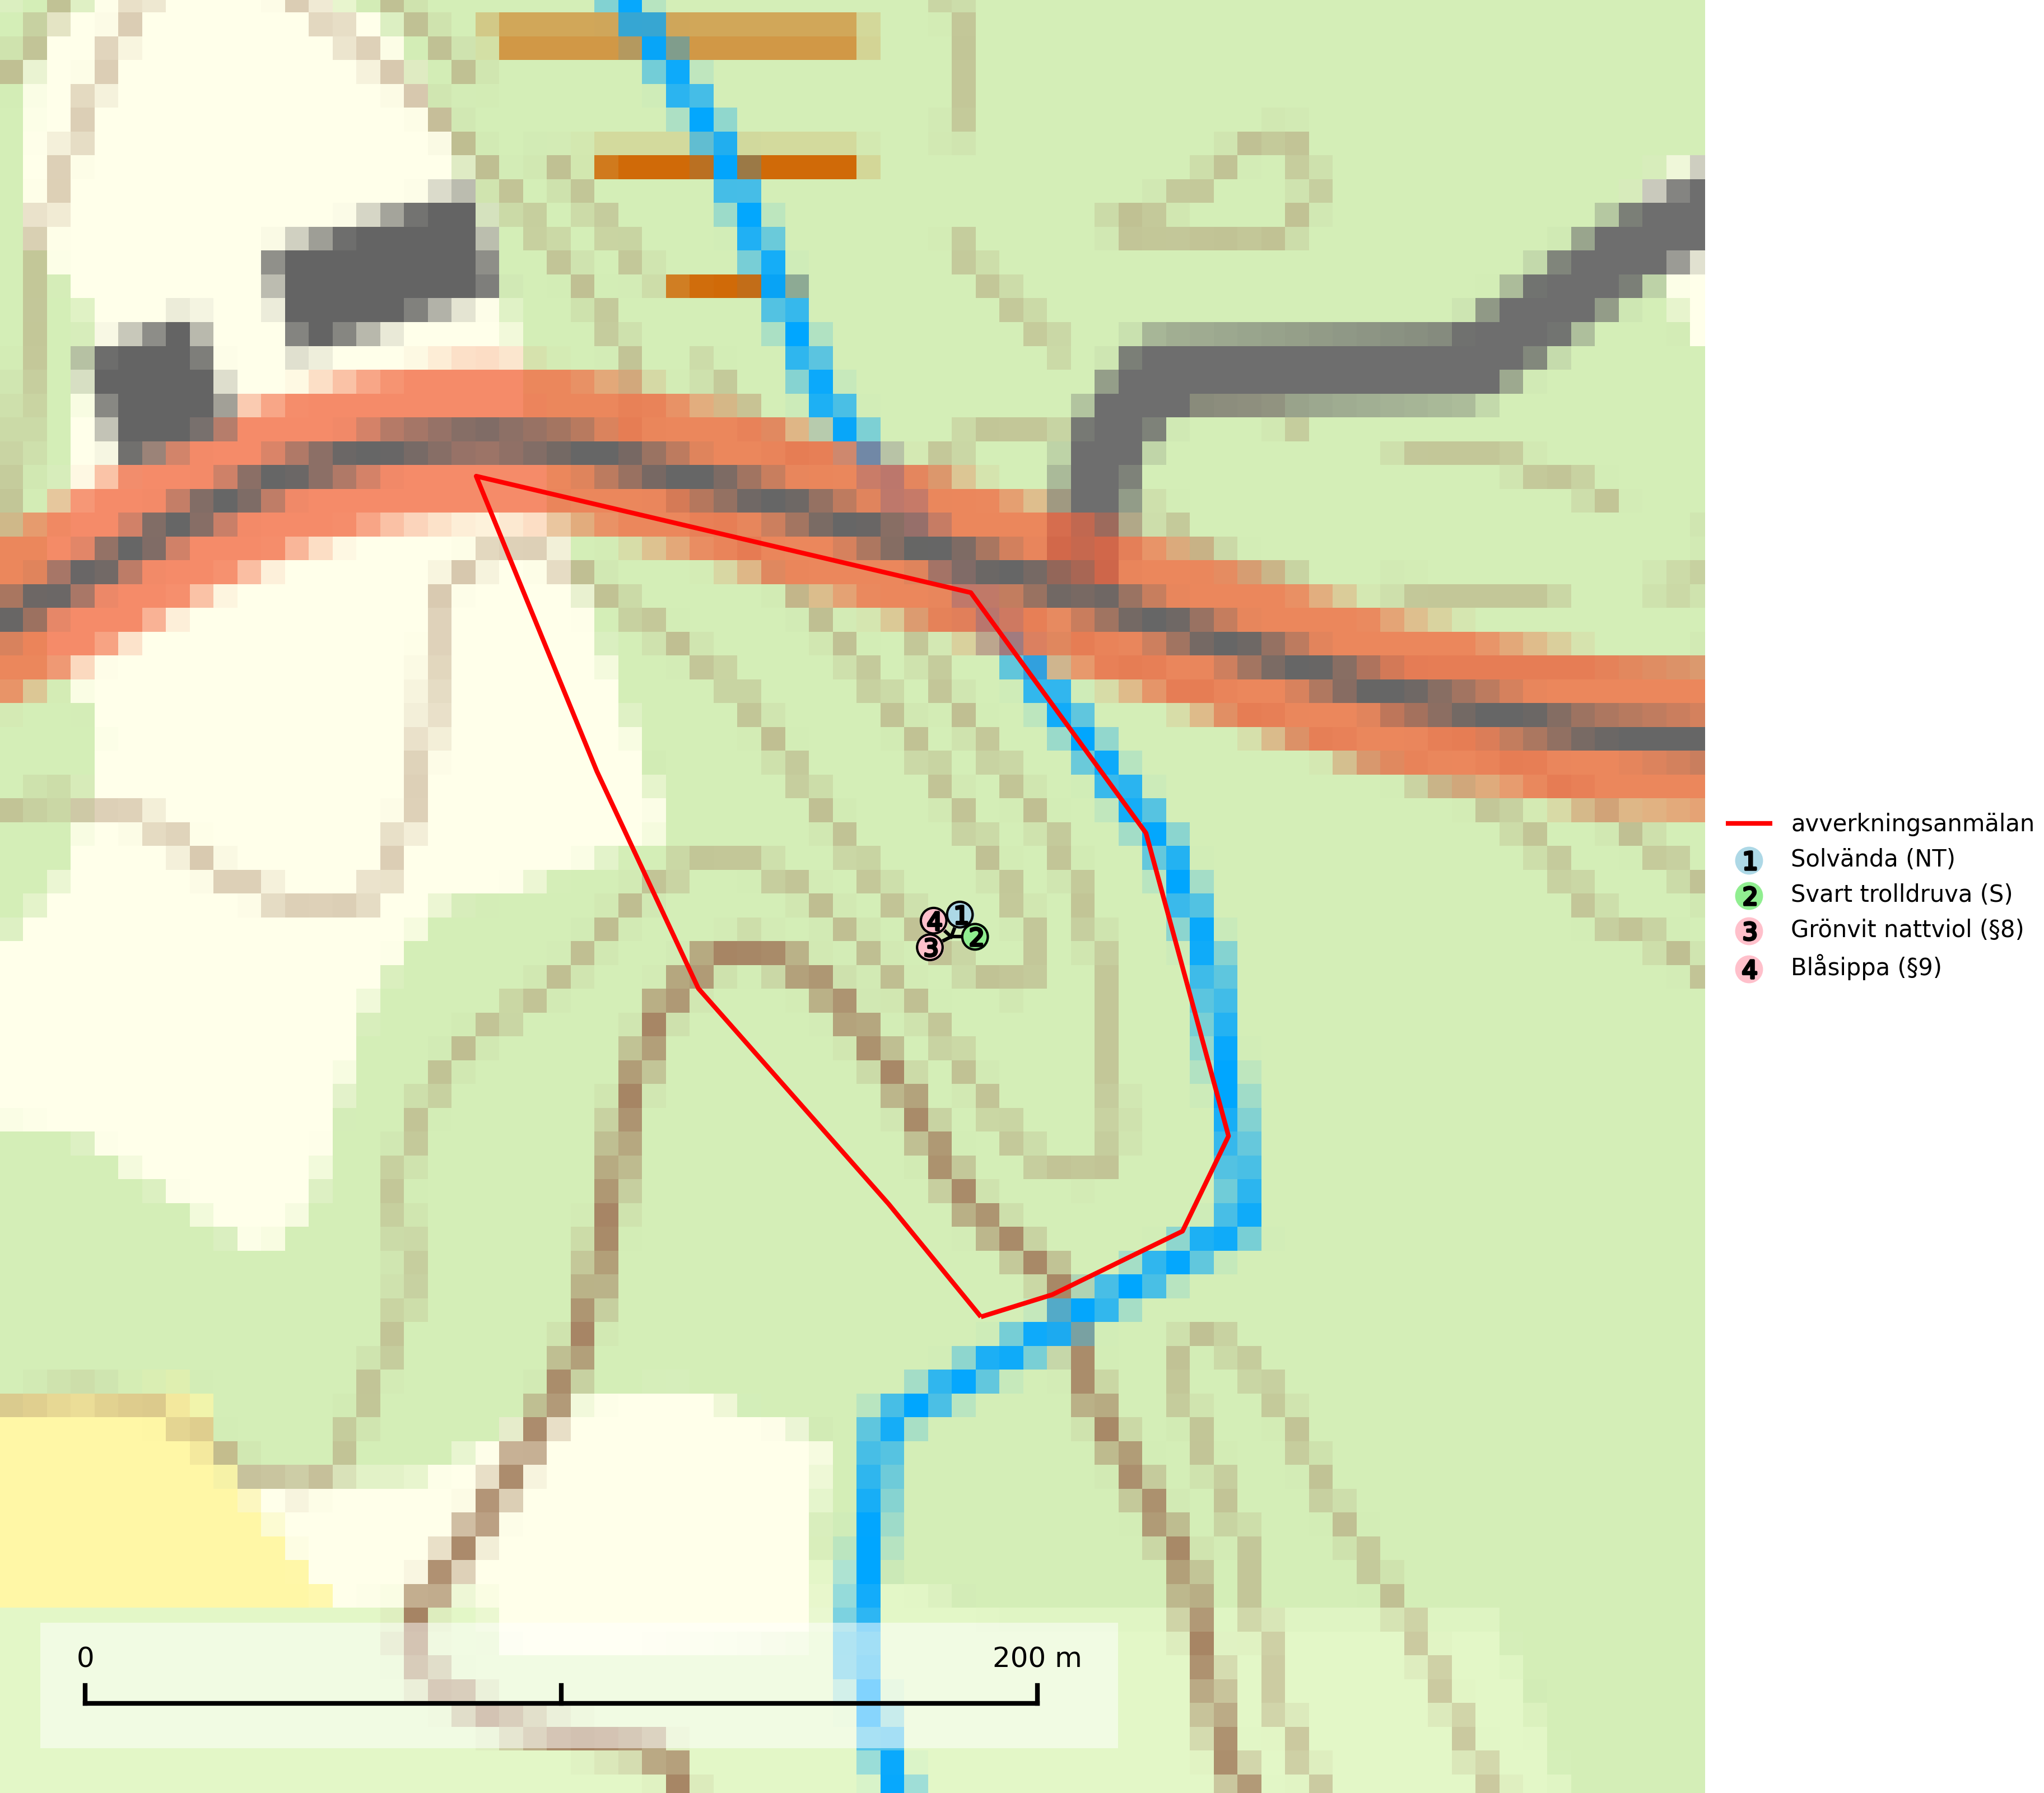 avverkningsanmälan
1 Solvända (NT)
2 Svart trolldruva (S)
3 Grönvit nattviol (§8)
4 Blåsippa (§9)
4 1
3 2
0 200 m